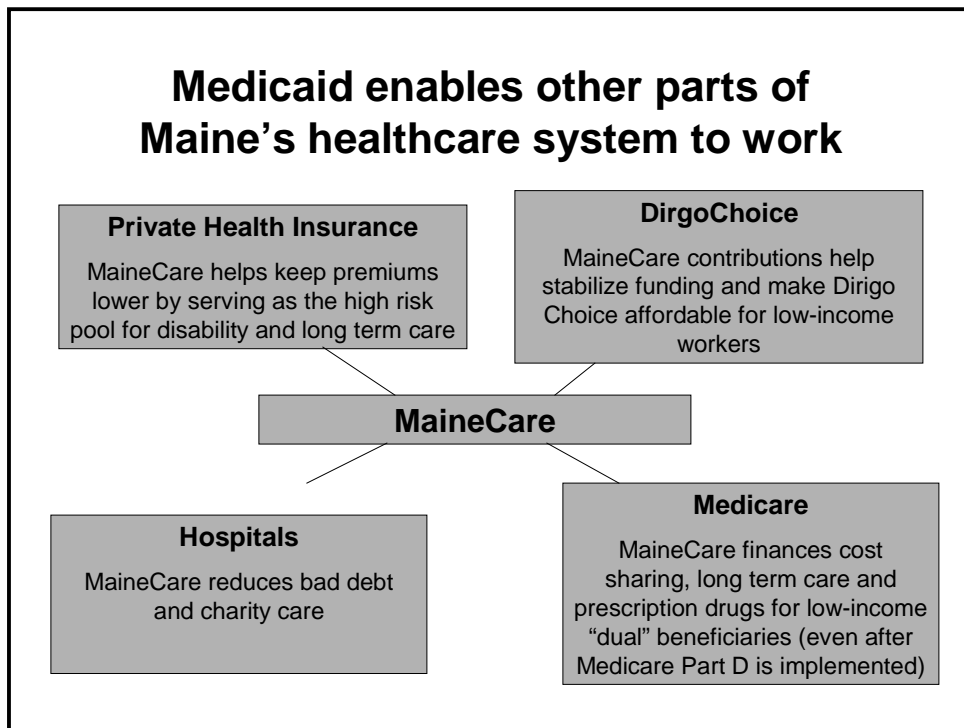 Medicaid enables other parts of
Maine’s healthcare system to work
Private Health Insurance
MaineCare helps keep premiums
lower by serving as the high risk
pool for disability and long term care
DirgoChoice
MaineCare contributions help
stabilize funding and make Dirigo
Choice affordable for low-income
workers
MaineCare
Hospitals
MaineCare reduces bad debt
and charity care
Medicare
MaineCare finances cost
sharing, long term care and
prescription drugs for low-income
“dual” beneficiaries (even after
Medicare Part D is implemented)